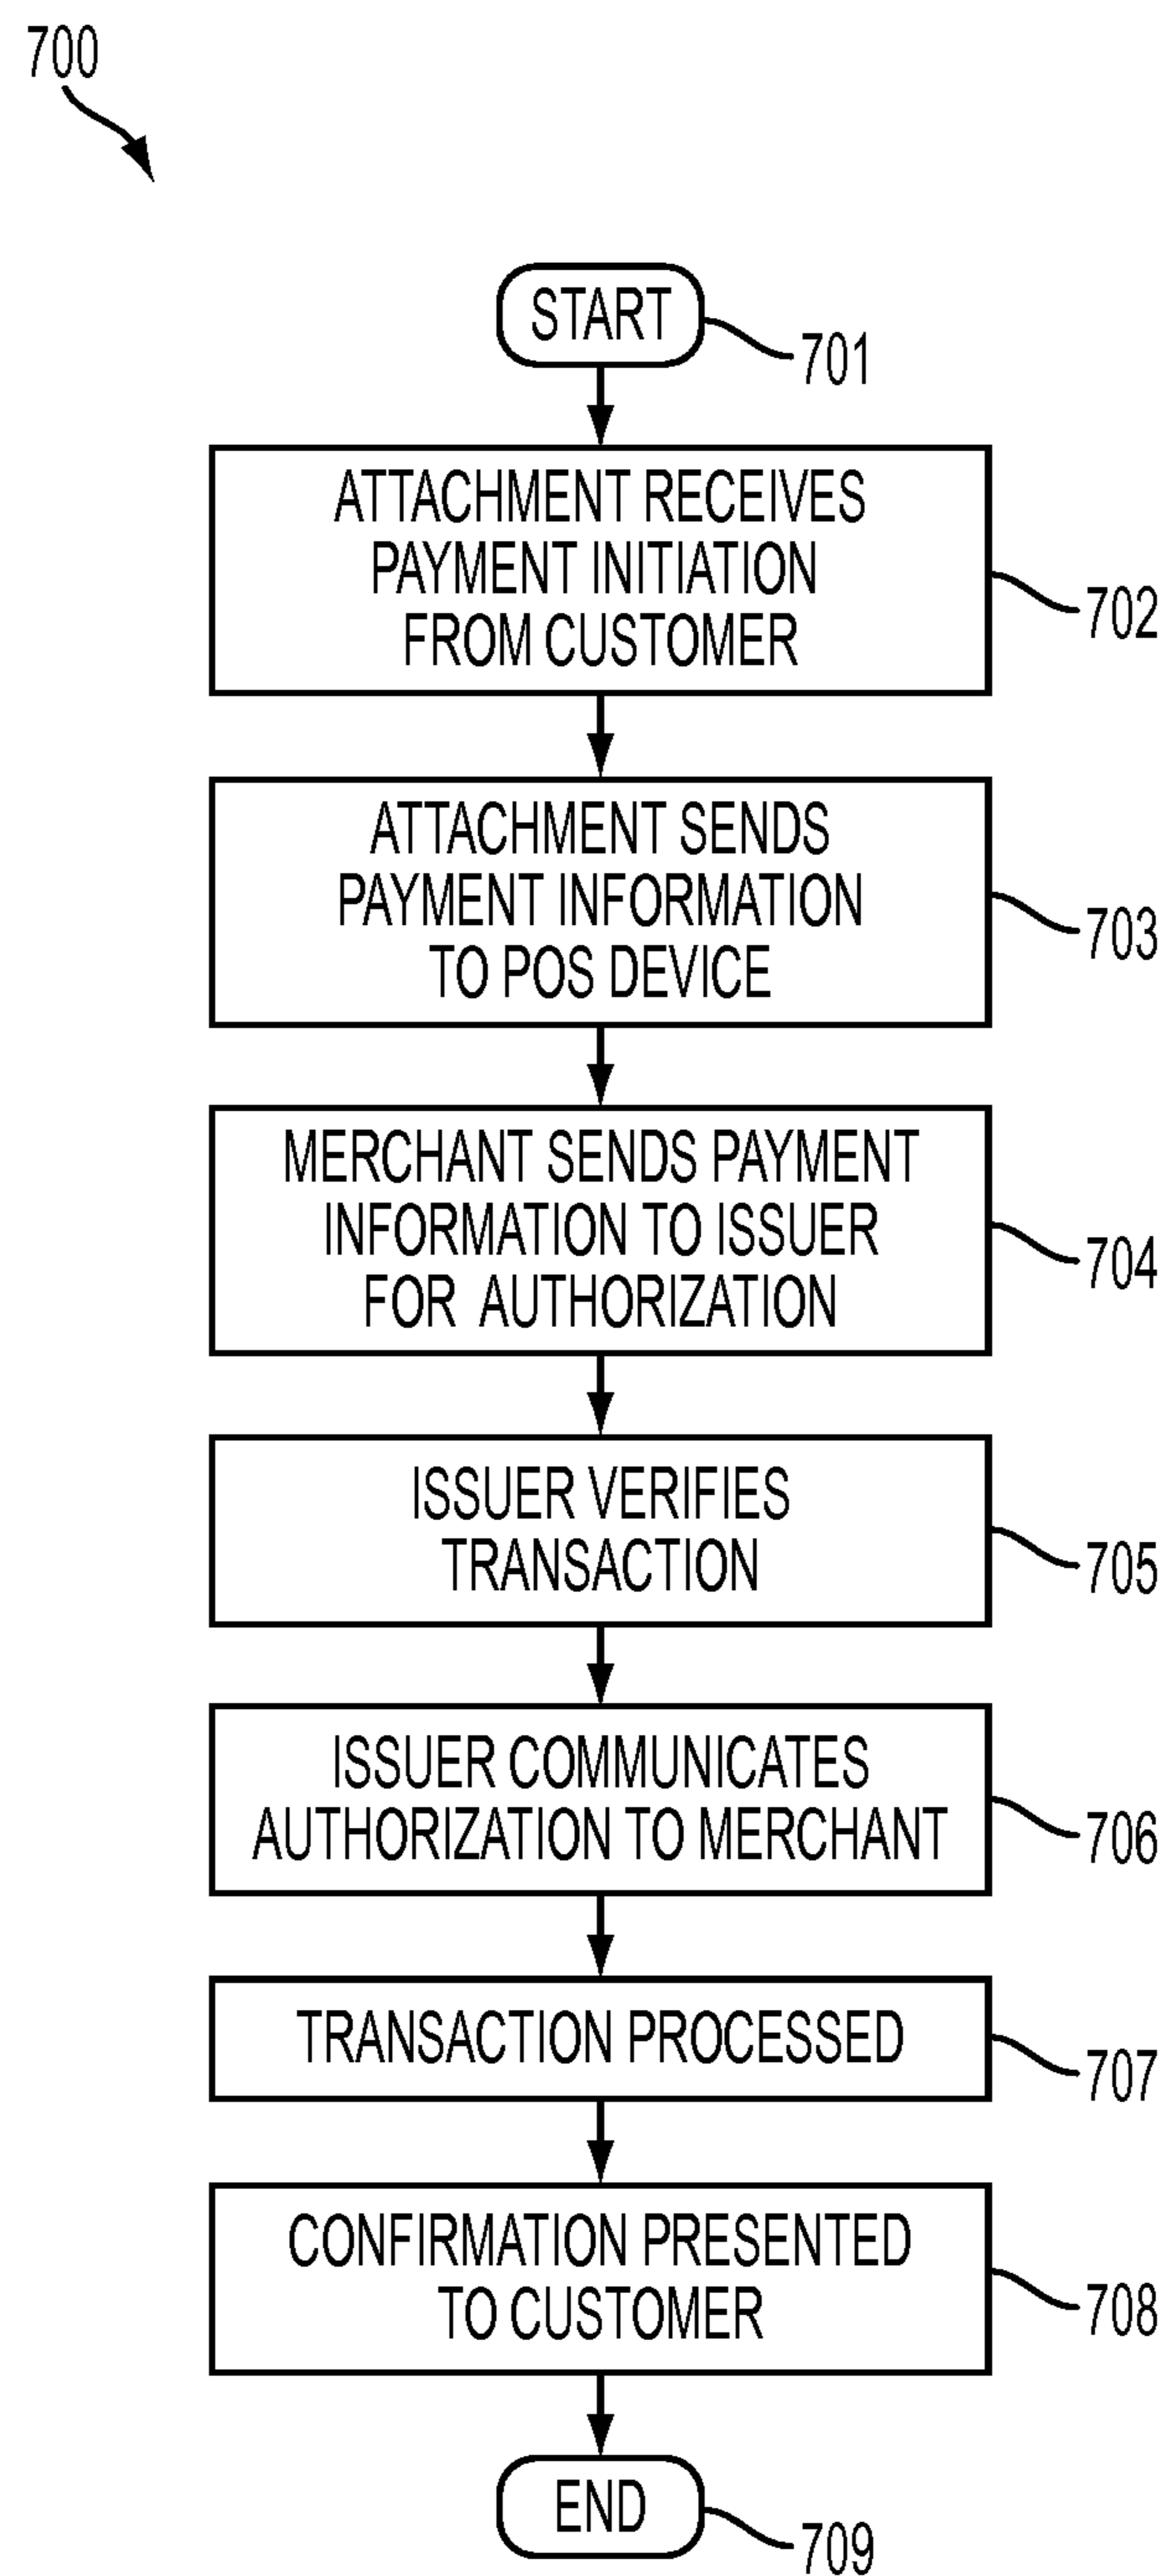 700
START
701
ATTACHMENT RECEIVES
PAYMENT INITIATION
FROM CUSTOMER
702
ATTACHMENT SENDS
PAYMENT INFORMATION
TO POS DEVICE
703
MERCHANT SENDS PAYMENT
INFORMATION TO ISSUER
FOR AUTHORIZATION
704
ISSUER VERIFIES
TRANSACTION
705
ISSUER COMMUNICATES
AUTHORIZATION TO MERCHANT
706
TRANSACTION PROCESSED
707
CONFIRMATION PRESENTED
TO CUSTOMER
708
END
709